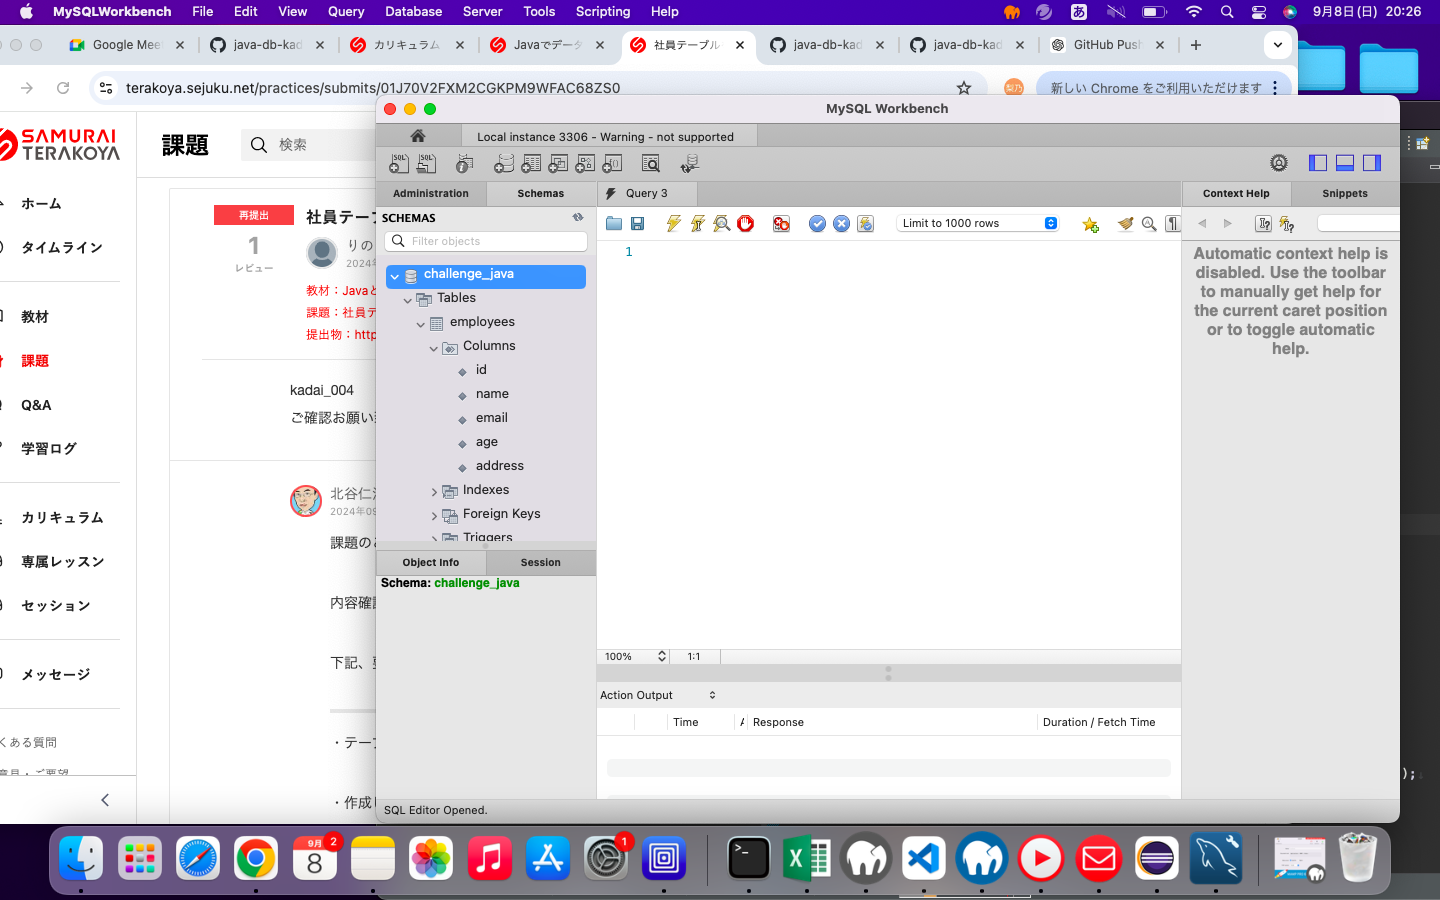 MySQLWorkbench File Edit View Query Database Server Tools Scripting Help あ 9月8日(日) 20:26
Google Mee java-db-kad カリキュラム Javaでデータ 社員テーブル java-db-kad java-db-kad GitHub Push
terakoya.sejuku.net/practices/submits/01J70V2FXM2CGKPM9WFAC68ZS0 梨乃 新しい Chrome をご利用いただけます
MySQL Workbench
Local instance 3306 - Warning - not supported
SAMURAI
TERAKOYA
課題
検索
ホーム
タイムライン
教材
課題
Q&A
学習ログ
カリキュラム
専属レッスン
セッション
メッセージ
くある質問
意見・ご要望
再提出
1
レビュー
社員テー
りの
2024
教材：Java
課題：社員テ
提出物：http
kadai_004
ご確認お願い
北谷仁治
2024年09
課題の
内容確認
下記、
・テー
・作成
Administration Schemas
SCHEMAS
Filter objects
challenge_java
Tables
employees
Columns
id
name
email
age
address
Indexes
Foreign Keys
Triggers
Object Info Session
Schema: challenge_java
Query 3
Limit to 1000 rows
1
100% 1:1
Action Output
Time A Response Duration / Fetch Time
SQL Editor Opened.
Context Help Snippets
Automatic context help is
disabled. Use the toolbar
to manually get help for
the current caret position
or to toggle automatic
help.
);
9月
8
2
1